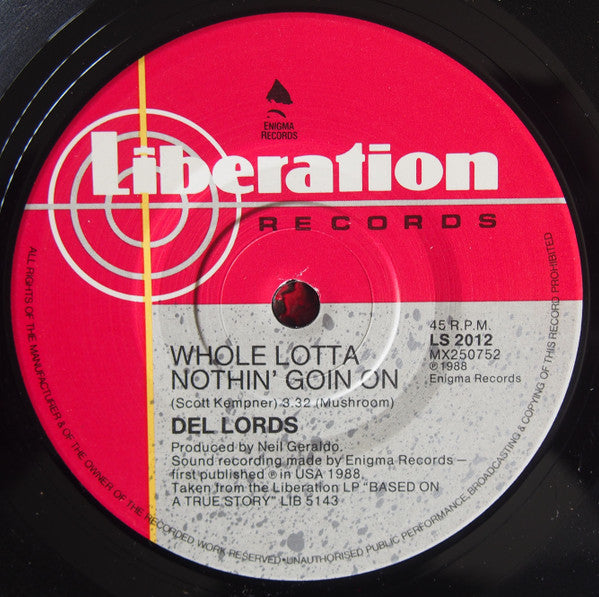 ENIGMA
RECORDS
Liberation
RECORDS
45 R.P.M.
LS 2012
MX250752
℗1988
Enigma Records
WHOLE LOTTA
NOTHIN' GOIN ON
(Scott Kempner) 3.32 (Mushroom)
DEL LORDS
Produced by Neil Geraldo.
Sound recording made by Enigma Records –
first published ℗ in USA 1988.
Taken from the Liberation LP "BASED ON
A TRUE STORY" LIB 5143
ALL RIGHTS OF THE MANUFACTURER & OF THE OWNER OF THE RECORDED WORK RESERVED•UNAUTHORISED PUBLIC PERFORMANCE, BROADCASTING & COPYING OF THIS RECORD PROHIBITED